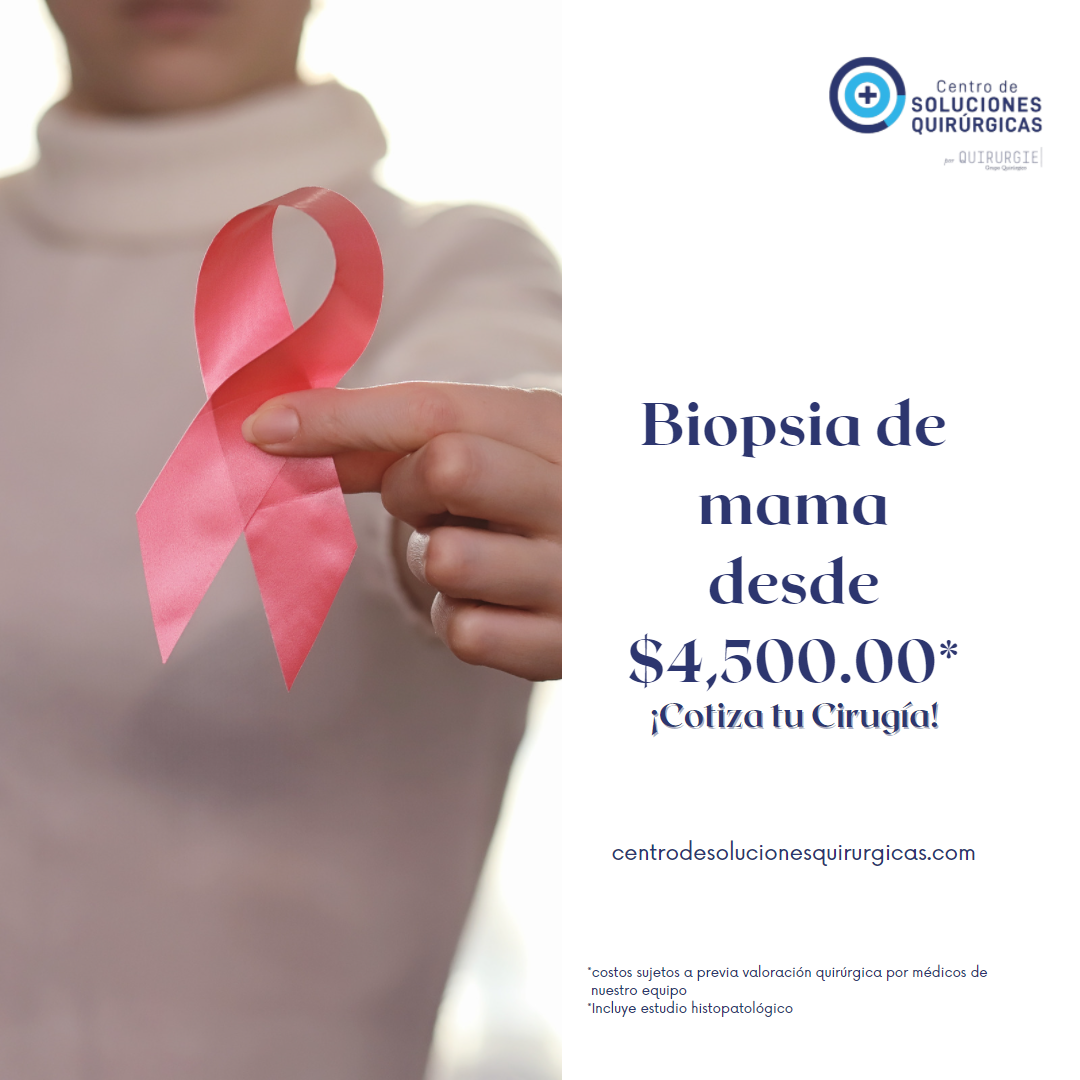 Centro de
SOLUCIONES
QUIRÚRGICAS
por QUIRURGIE
Biopsia de
mama
desde
$4,500.00*
¡Cotiza tu Cirugía!
centrodesolucionesquirurgicas.com
*costos sujetos a previa valoración quirúrgica por médicos de
nuestro equipo
*Incluye estudio histopatológico